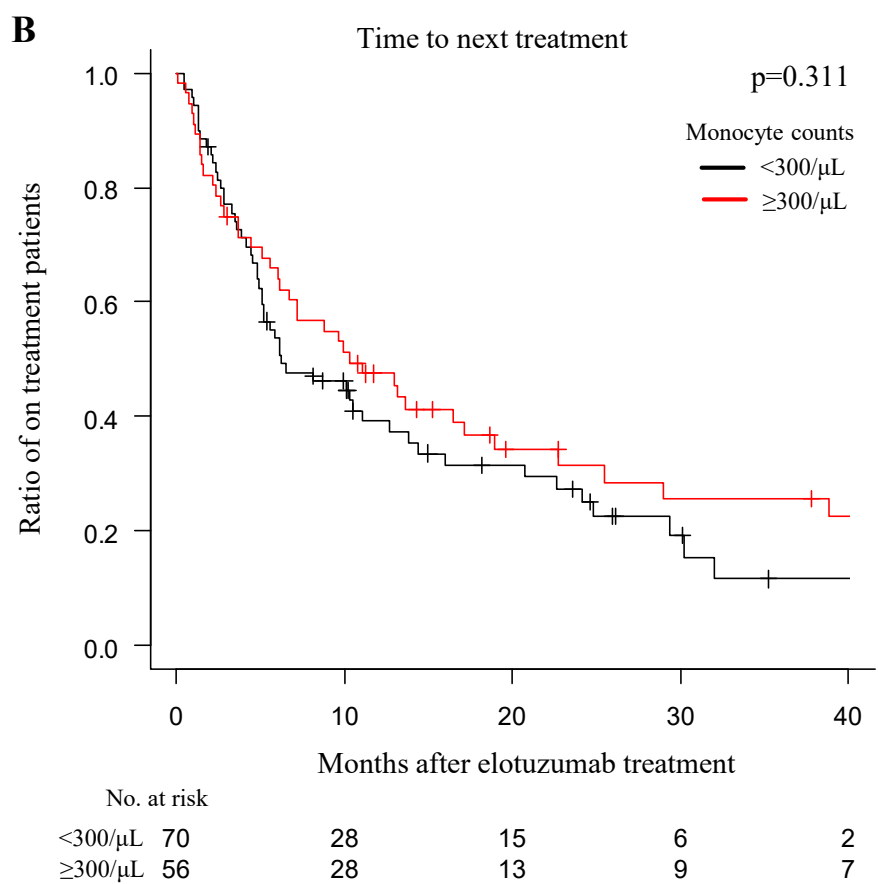 B
Time to next treatment
p=0.311
Monocyte counts
<300/μL
≥300/μL
Ratio of on treatment patients
1.0
0.8
0.6
0.4
0.2
0.0
0 10 20 30 40
Months after elotuzumab treatment
No. at risk
<300/μL 70 28 15 6 2
≥300/μL 56 28 13 9 7